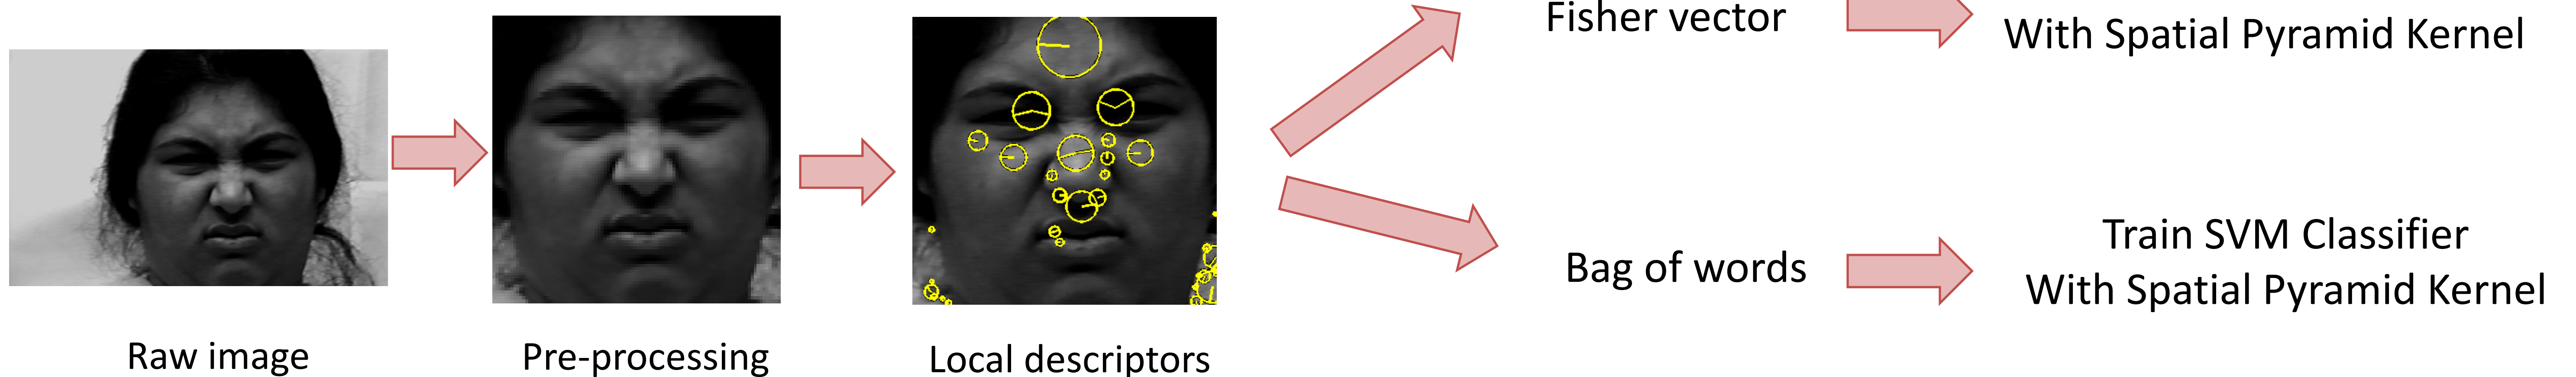 Fisher vector
With Spatial Pyramid Kernel
Train SVM Classifier
Bag of words
With Spatial Pyramid Kernel
Raw image
Pre-processing
Local descriptors